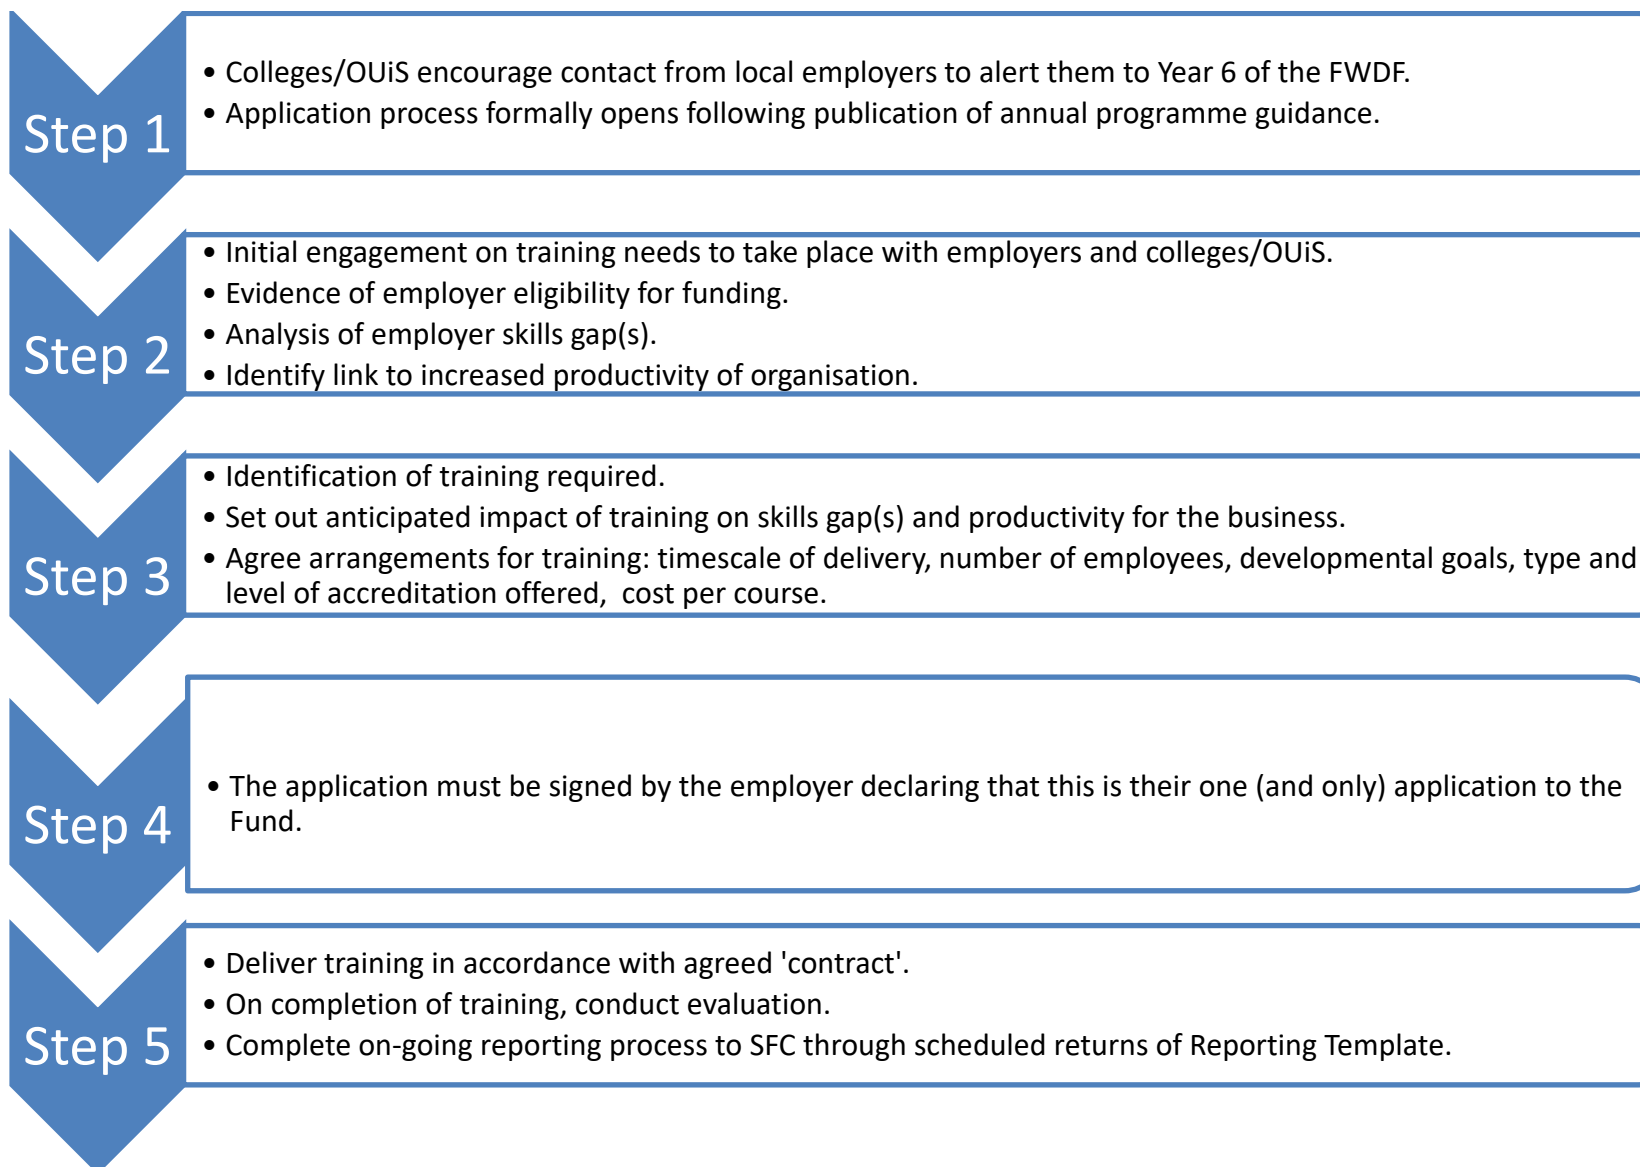 Step 1
• Colleges/OUiS encourage contact from local employers to alert them to Year 6 of the FWDF.
• Application process formally opens following publication of annual programme guidance.
Step 2
• Initial engagement on training needs to take place with employers and colleges/OUiS.
• Evidence of employer eligibility for funding.
• Analysis of employer skills gap(s).
• Identify link to increased productivity of organisation.
Step 3
• Identification of training required.
• Set out anticipated impact of training on skills gap(s) and productivity for the business.
• Agree arrangements for training: timescale of delivery, number of employees, developmental goals, type and
level of accreditation offered,  cost per course.
Step 4
• The application must be signed by the employer declaring that this is their one (and only) application to the
Fund.
Step 5
• Deliver training in accordance with agreed 'contract'.
• On completion of training, conduct evaluation.
• Complete on-going reporting process to SFC through scheduled returns of Reporting Template.